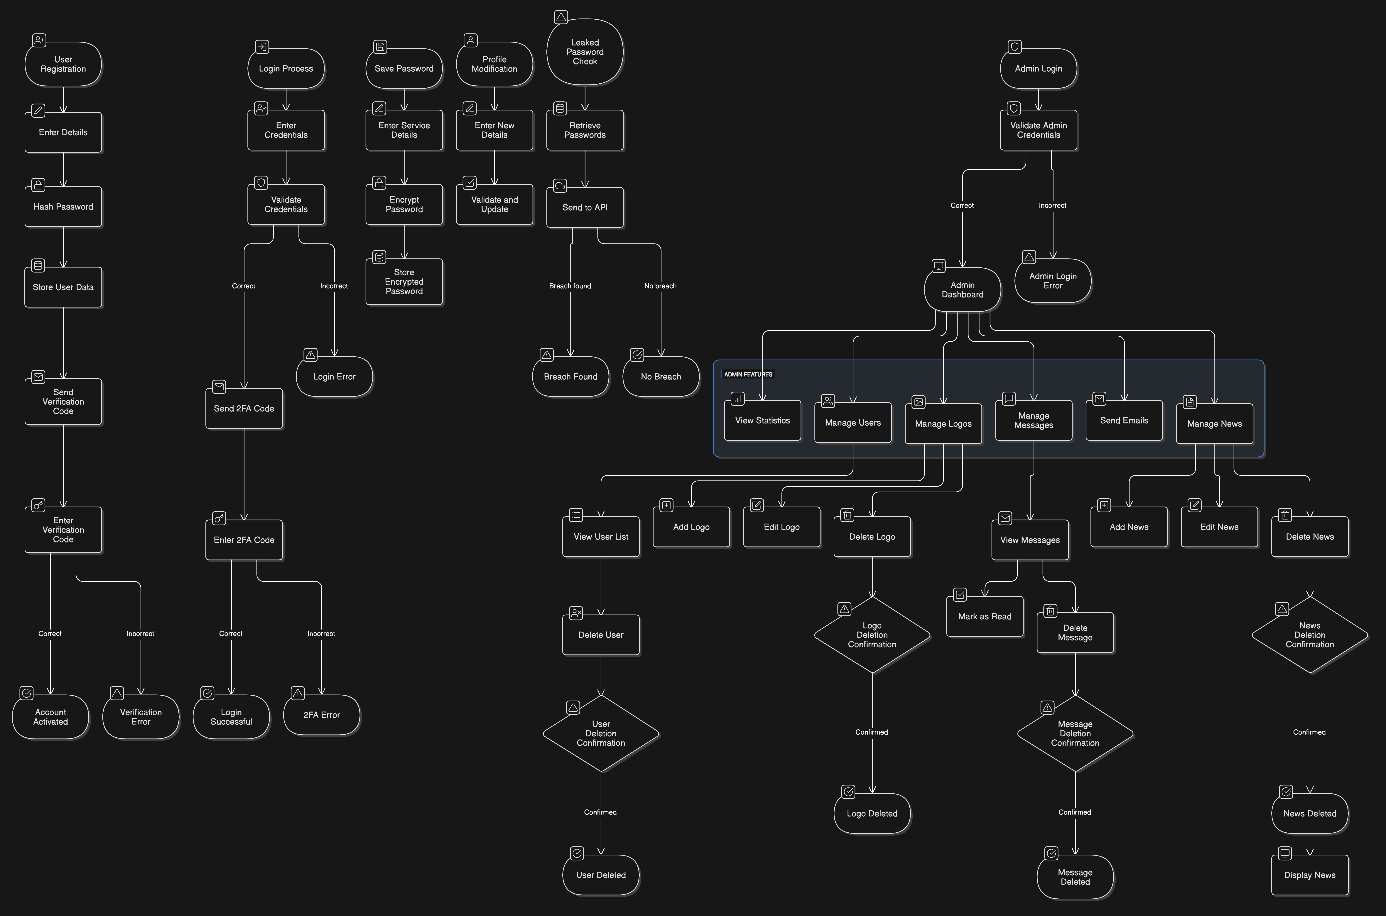 User
Registration
Enter Details
Hash Password
Store User Data
Send
Verification
Code
Enter
Verification
Code
Correct
Incorrect
Account
Activated
Verification
Error
Login Process
Enter
Credentials
Validate
Credentials
Correct
Incorrect
Login Error
Send 2FA Code
Enter 2FA Code
Correct
Incorrect
Login
Successful
2FA Error
Save Password
Enter Service
Details
Encrypt
Password
Store
Encrypted
Password
Profile
Modification
Enter New
Details
Validate and
Update
Leaked
Password
Check
Retrieve
Passwords
Send to API
Breach found
No breach
Breach Found
No Breach
Admin Login
Validate Admin
Credentials
Correct
Incorrect
Admin
Dashboard
Admin Login
Error
ADMIN FEATURES
View Statistics
Manage Users
Manage Logos
Manage
Messages
Send Emails
Manage News
View User List
Add Logo
Edit Logo
Delete Logo
View Messages
Add News
Edit News
Delete News
Delete User
Logo
Deletion
Confirmation
Mark as Read
Delete
Message
News
Deletion
Confirmation
User
Deletion
Confirmation
Confirmed
Message
Deletion
Confirmation
Confirmed
Confirmed
Logo Deleted
Confirmed
News Deleted
User Deleted
Message
Deleted
Display News